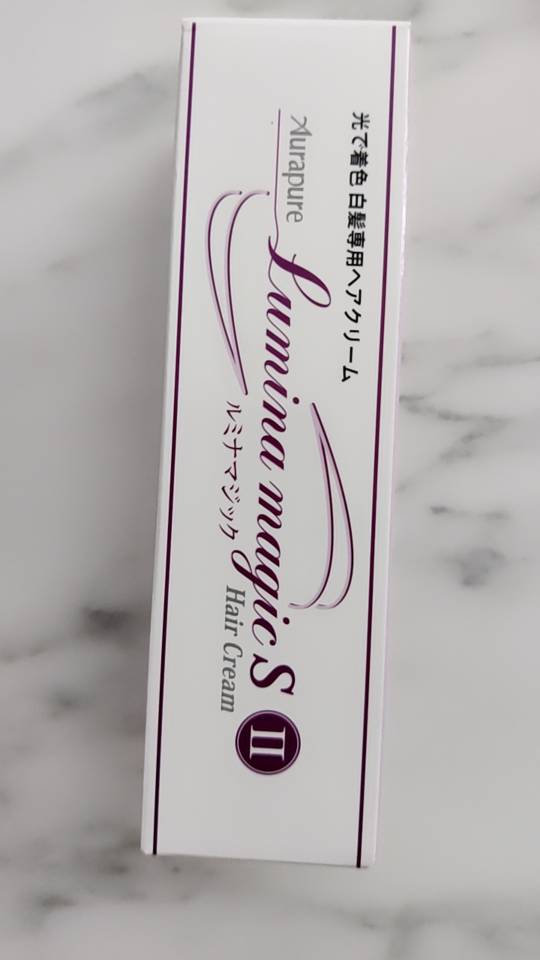 光で着色 白髪専用ヘアクリーム
Aurapure
Lumina magic S II
ルミナマジック Hair Cream